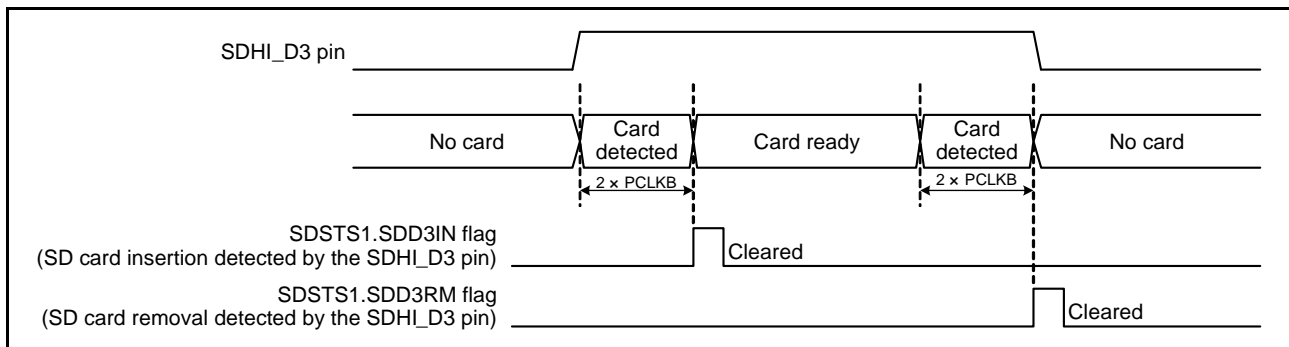 SDHI_D3 pin
No card
Card
detected
Card ready
Card
detected
No card
2 × PCLKB
2 × PCLKB
SDSTS1.SDD3IN flag
(SD card insertion detected by the SDHI_D3 pin)
Cleared
SDSTS1.SDD3RM flag
(SD card removal detected by the SDHI_D3 pin)
Cleared